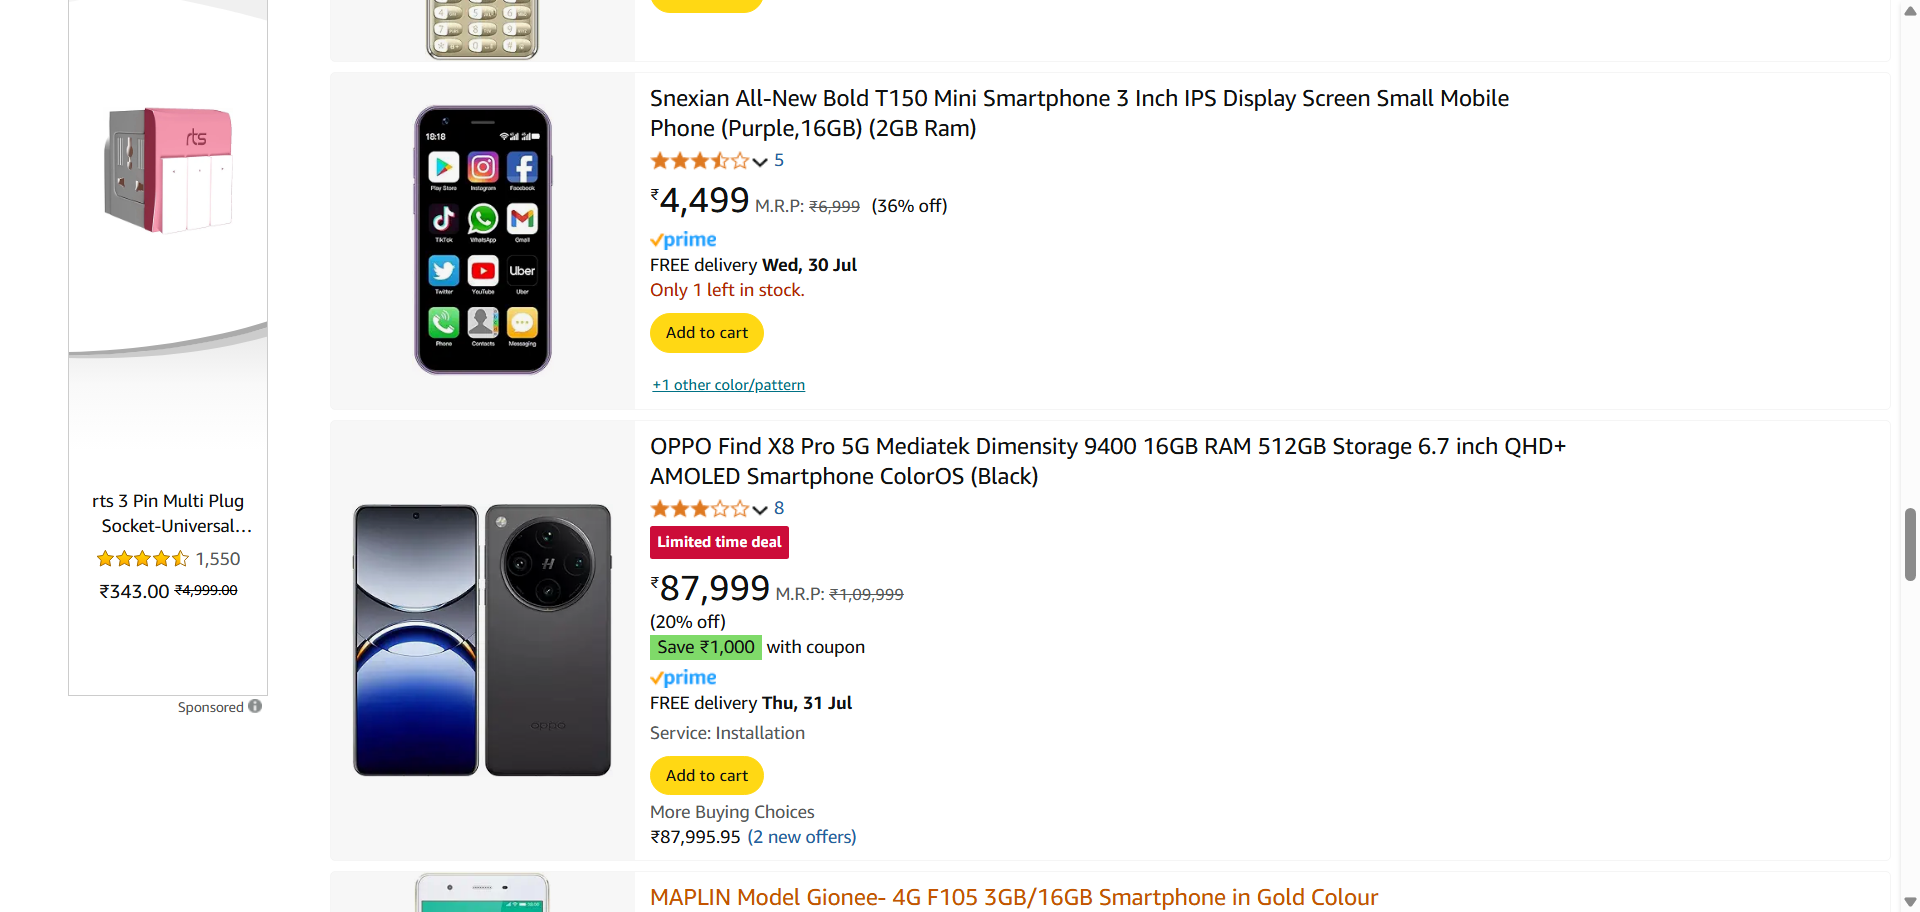 rts
rts 3 Pin Multi Plug
Socket-Universal...
1,550
₹343.00 ₹4,999.00
Sponsored
Snexian All-New Bold T150 Mini Smartphone 3 Inch IPS Display Screen Small Mobile
Phone (Purple,16GB) (2GB Ram)
5
₹4,499 M.R.P: ₹6,999 (36% off)
prime
FREE delivery Wed, 30 Jul
Only 1 left in stock.
Add to cart
+1 other color/pattern
18:18
Play Store Instagram Facebook
TikTok WhatsApp Gmail
Uber
Twitter YouTube Uber
Phone Contacts Messaging
OPPO Find X8 Pro 5G Mediatek Dimensity 9400 16GB RAM 512GB Storage 6.7 inch QHD+
AMOLED Smartphone ColorOS (Black)
8
Limited time deal
₹87,999 M.R.P: ₹1,09,999
(20% off)
Save ₹1,000 with coupon
prime
FREE delivery Thu, 31 Jul
Service: Installation
Add to cart
More Buying Choices
₹87,995.95 (2 new offers)
H
oppo
MAPLIN Model Gionee- 4G F105 3GB/16GB Smartphone in Gold Colour